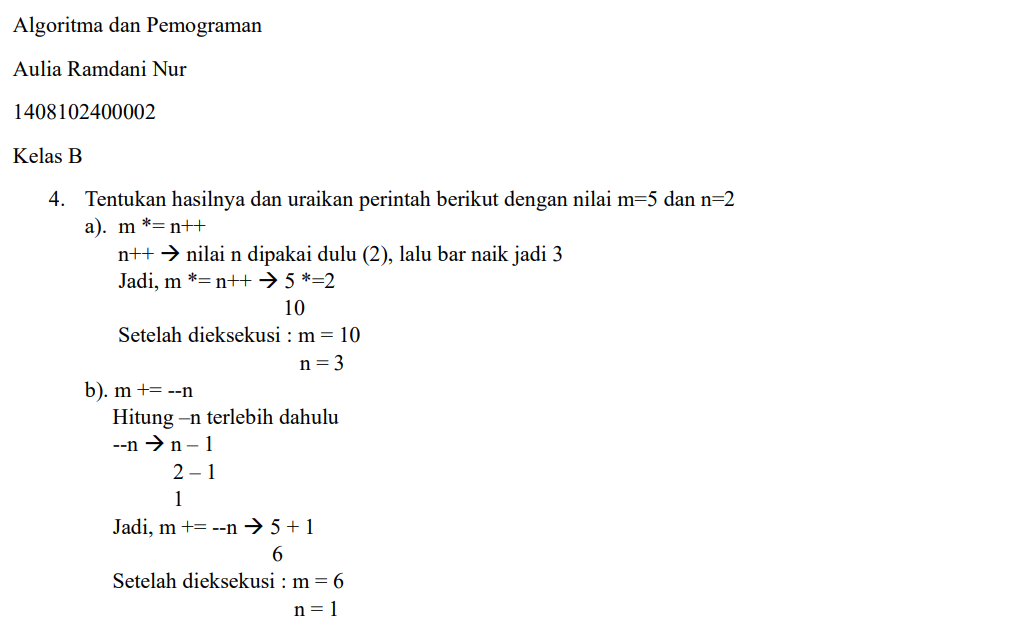 Algoritma dan Pemograman
Aulia Ramdani Nur
1408102400002
Kelas B
4. Tentukan hasilnya dan uraikan perintah berikut dengan nilai m=5 dan n=2
a). m *= n++
n++ → nilai n dipakai dulu (2), lalu bar naik jadi 3
Jadi, m *= n++ → 5 *=2
10
Setelah dieksekusi : m = 10
n = 3
b). m += --n
Hitung –n terlebih dahulu
--n → n – 1
2 – 1
1
Jadi, m += --n → 5 + 1
6
Setelah dieksekusi : m = 6
n = 1